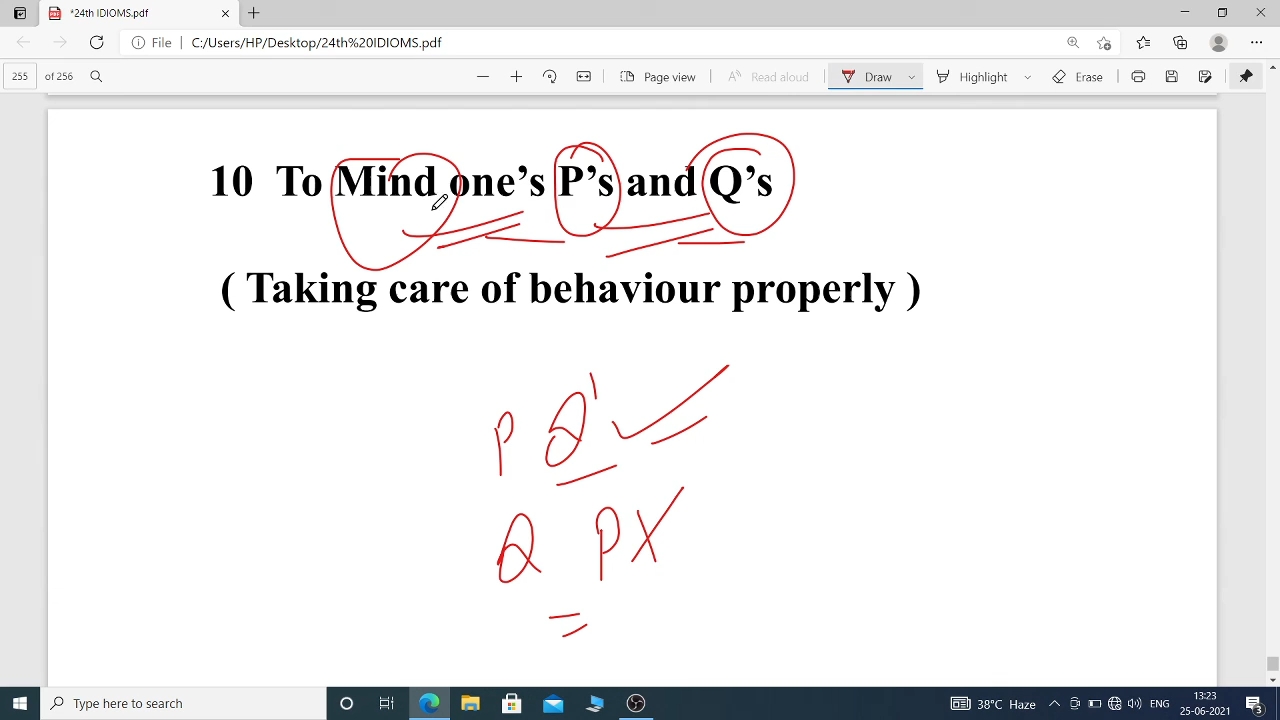 *24th IDIOMS.pdf
File C:/Users/HP/Desktop/24th%20IDIOMS.pdf
255 of 256 Page view Read aloud Draw Highlight Erase
10 To Mind one's P's and Q's
( Taking care of behaviour properly )
P Q'
Q P X
Type here to search
38°C Haze
13:23
25-06-2021
3